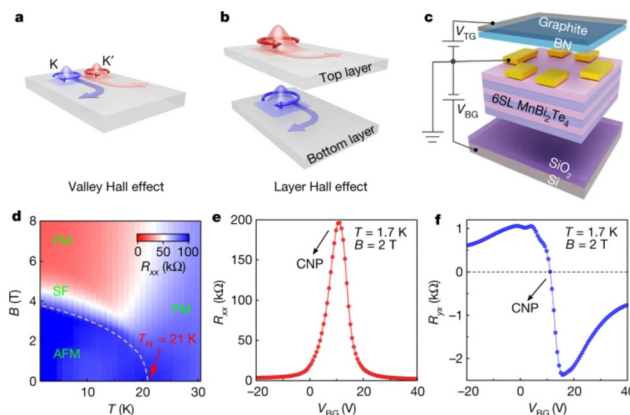 a
K
K′
Valley Hall effect
b
Top layer
Bottom layer
Layer Hall effect
c
Graphite
BN
V_TG
V_BG
6SL MnBi₂Te₄
SiO₂
Si
d
FM
SF
AFM
PM
0 50 100
R_xx (kΩ)
T_N = 21 K
8
6
4
2
0
B (T)
10 20 30
T (K)
e
T = 1.7 K
B = 2 T
CNP
200
150
100
50
0
R_xx (kΩ)
−20 0 20 40
V_BG (V)
f
T = 1.7 K
B = 2 T
CNP
1
0
−1
−2
R_yx (kΩ)
−20 0 20 40
V_BG (V)